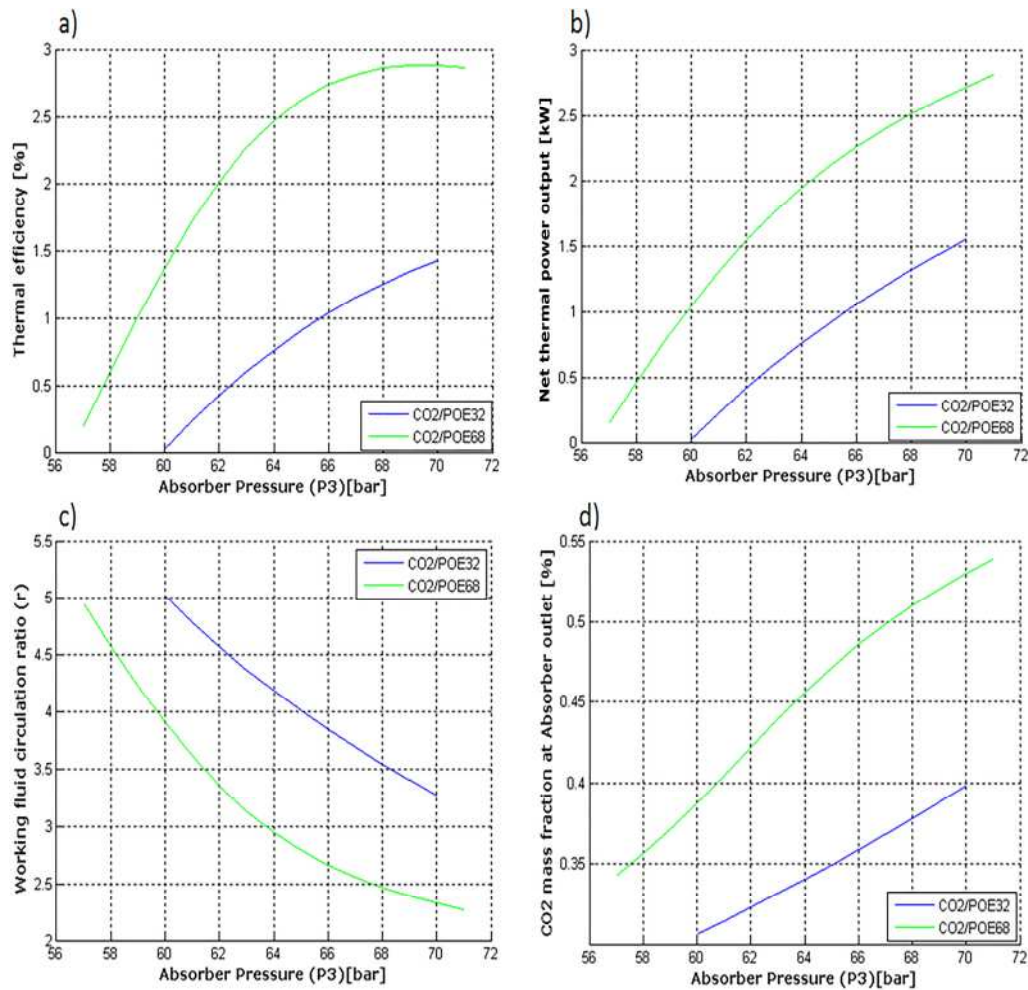 a)
Thermal efficiency [%]
3
2.5
2
1.5
1
0.5
0
56 58 60 62 64 66 68 70 72
Absorber Pressure (P3)[bar]
CO2/POE32
CO2/POE68
b)
Net thermal power output [kW]
3
2.5
2
1.5
1
0.5
0
56 58 60 62 64 66 68 70 72
Absorber Pressure (P3)[bar]
CO2/POE32
CO2/POE68
c)
Working fluid circulation ratio (r)
5.5
5
4.5
4
3.5
3
2.5
2
56 58 60 62 64 66 68 70 72
Absorber Pressure (P3)[bar]
CO2/POE32
CO2/POE68
d)
CO2 mass fraction at Absorber outlet [%]
0.55
0.5
0.45
0.4
0.35
56 58 60 62 64 66 68 70 72
Absorber Pressure (P3)[bar]
CO2/POE32
CO2/POE68